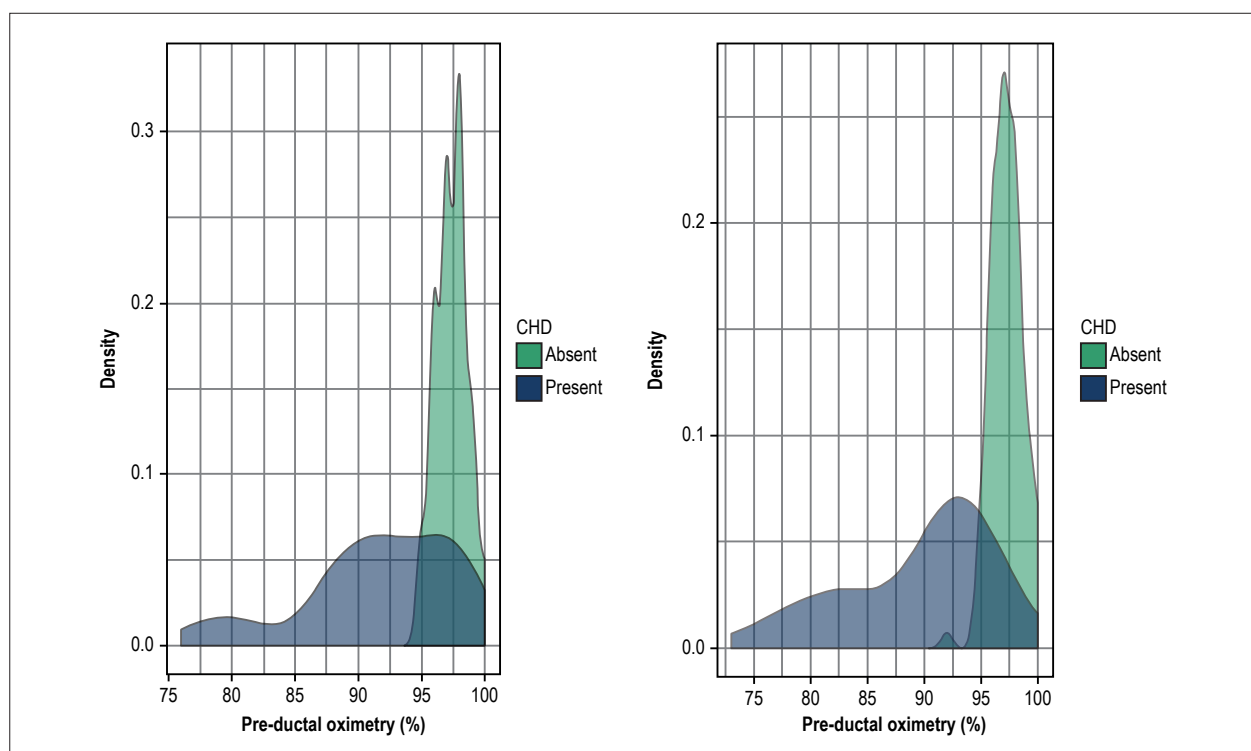 0.3
0.2
0.1
0.0
Density
75 80 85 90 95 100
Pre-ductal oximetry (%)
CHD
Absent
Present
0.2
0.1
0.0
Density
75 80 85 90 95 100
Pre-ductal oximetry (%)
CHD
Absent
Present